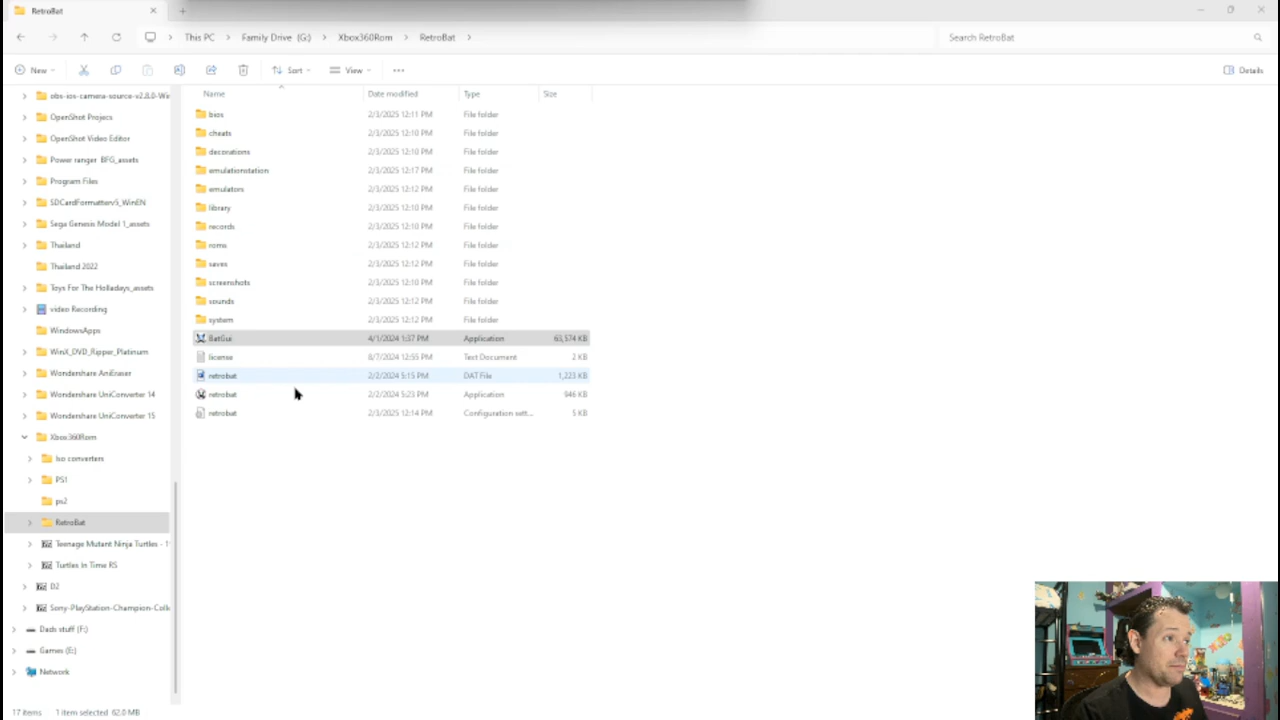 RetroBat
This PC > Family Drive (G:) > Xbox360Rom > RetroBat >
Search RetroBat
New
Sort
View
Details
Name Date modified Type Size
obs-ios-camera-source-v2.8.0-Wi
OpenShot Projecs
OpenShot Video Editor
Power ranger BFG_assets
Program Files
SDCardFormatterv5_WinEN
Sega Genesis Model 1_assets
Thailand
Thailand 2022
Toys For The Holladays_assets
video Recording
WindowsApps
WinX_DVD_Ripper_Platinum
Wondershare AniEraser
Wondershare UniConverter 14
Wondershare UniConverter 15
Xbox360Rom
Iso converters
PS1
ps2
RetroBat
Teenage Mutant Ninja Turtles - 1
Turtles In Time RS
D2
Sony-PlayStation-Champion-Coll
Dads stuff (F:)
Games (E:)
Network
bios 2/3/2025 12:11 PM File folder
cheats 2/3/2025 12:10 PM File folder
decorations 2/3/2025 12:10 PM File folder
emulationstation 2/3/2025 12:17 PM File folder
emulators 2/3/2025 12:12 PM File folder
library 2/3/2025 12:10 PM File folder
records 2/3/2025 12:10 PM File folder
roms 2/3/2025 12:12 PM File folder
saves 2/3/2025 12:12 PM File folder
screenshots 2/3/2025 12:10 PM File folder
sounds 2/3/2025 12:12 PM File folder
system 2/3/2025 12:12 PM File folder
BatGui 4/1/2024 1:37 PM Application 63,574 KB
license 8/7/2024 12:55 PM Text Document 2 KB
retrobat 2/2/2024 5:15 PM DAT File 1,223 KB
retrobat 2/2/2024 5:23 PM Application 946 KB
retrobat 2/3/2025 12:14 PM Configuration sett... 5 KB
17 items 1 item selected 62.0 MB